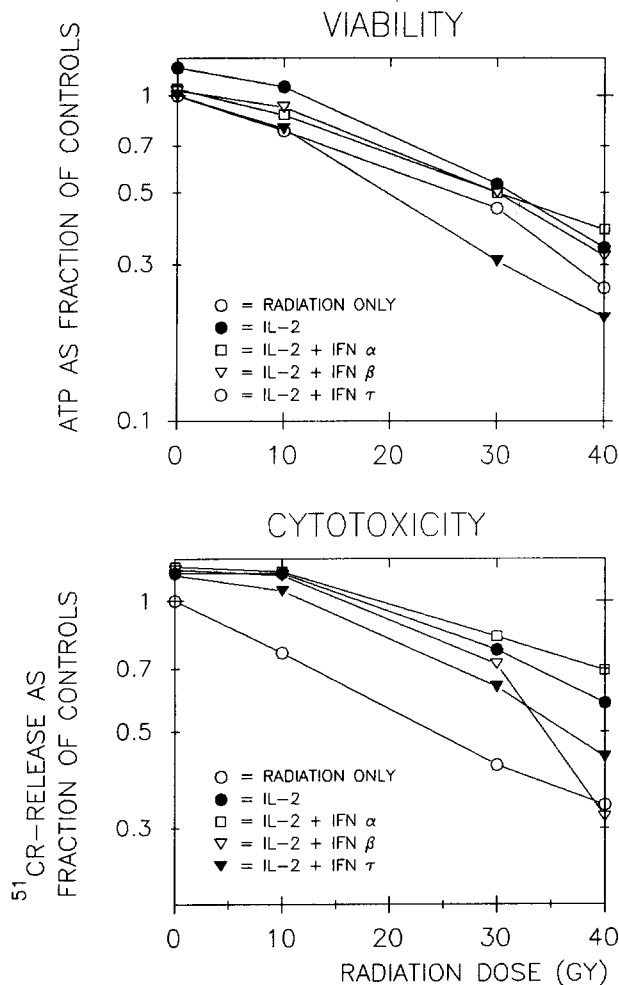 VIABILITY
ATP AS FRACTION OF CONTROLS
1
0.7
0.5
0.3
0.1
○ = RADIATION ONLY
● = IL-2
□ = IL-2 + IFN α
▽ = IL-2 + IFN β
○ = IL-2 + IFN τ
0 10 20 30 40
CYTOTOXICITY
51CR-RELEASE AS
FRACTION OF CONTROLS
1
0.7
0.5
0.3
○ = RADIATION ONLY
● = IL-2
□ = IL-2 + IFN α
▽ = IL-2 + IFN β
▼ = IL-2 + IFN τ
0 10 20 30 40
RADIATION DOSE (GY)